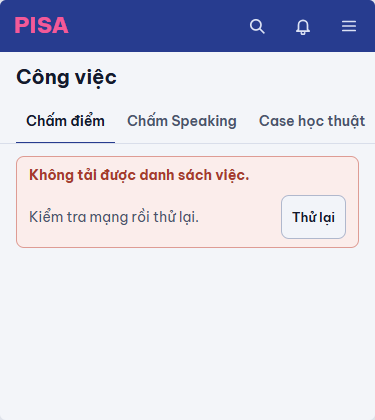 PISA
Công việc
Chấm điểm Chấm Speaking Case học thuật
Không tải được danh sách việc.
Kiểm tra mạng rồi thử lại.
Thử lại